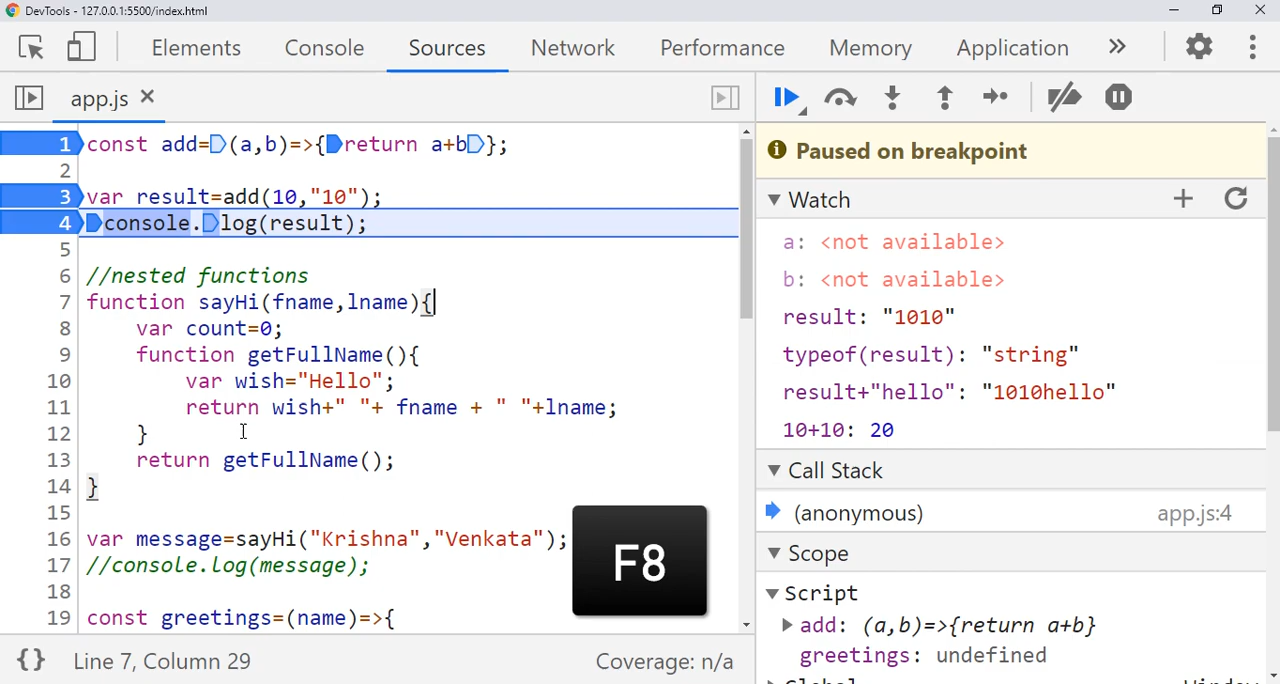 DevTools - 127.0.0.1:5500/index.html
Elements Console Sources Network Performance Memory Application
app.js
1 const add=(a,b)=>{return a+b};
2
3 var result=add(10,"10");
4 console.log(result);
5
6 //nested functions
7 function sayHi(fname,lname){
8 var count=0;
9 function getFullName(){
10 var wish="Hello";
11 return wish+" "+ fname + " "+lname;
12 }
13 return getFullName();
14 }
15
16 var message=sayHi("Krishna","Venkata");
17 //console.log(message);
18
19 const greetings=(name)=>{
F8
{} Line 7, Column 29 Coverage: n/a
Paused on breakpoint
Watch
a: <not available>
b: <not available>
result: "1010"
typeof(result): "string"
result+"hello": "1010hello"
10+10: 20
Call Stack
(anonymous) app.js:4
Scope
Script
add: (a,b)=>{return a+b}
greetings: undefined
Global Window